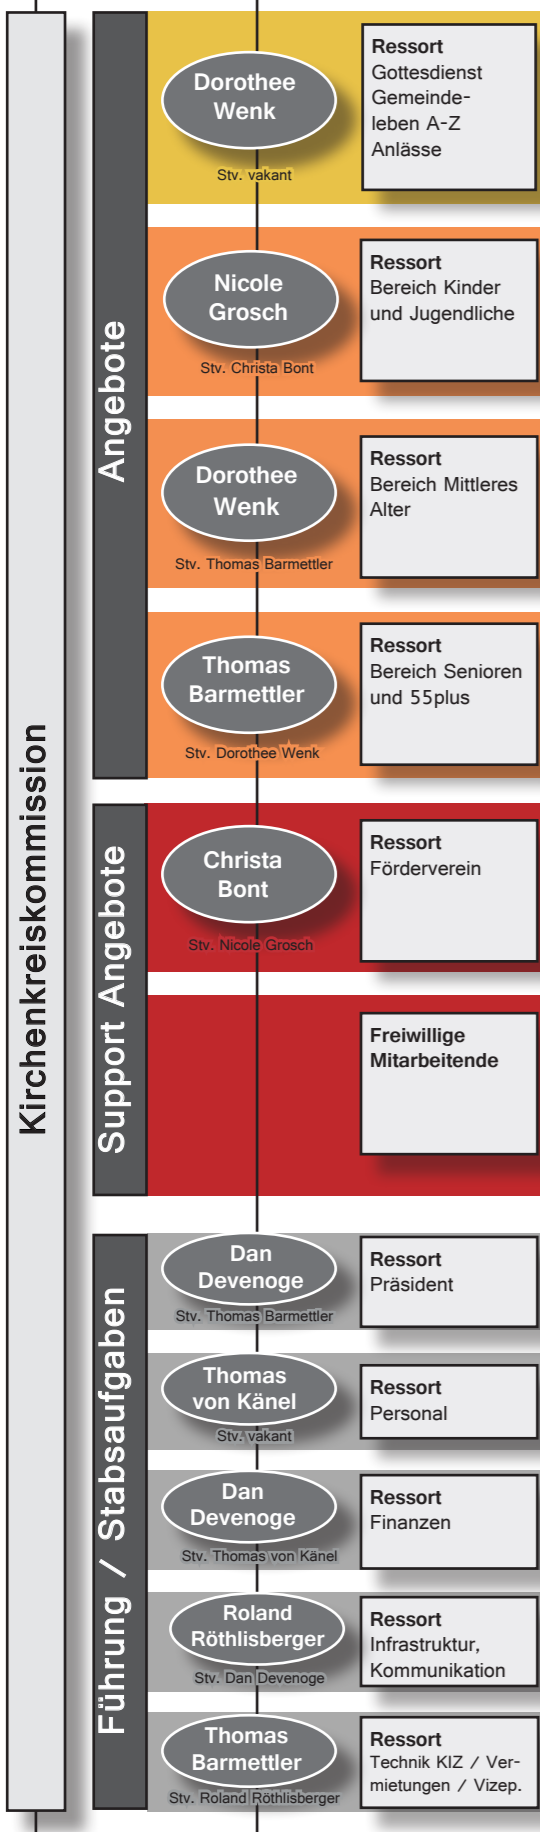 Kirchenkreiskommission
Angebote
Dorothee
Wenk
Stv. vakant
Ressort
Gottesdienst
Gemeinde-
leben A-Z
Anlässe
Nicole
Grosch
Stv. Christa Bont
Ressort
Bereich Kinder
und Jugendliche
Dorothee
Wenk
Stv. Thomas Barmettler
Ressort
Bereich Mittleres
Alter
Thomas
Barmettler
Stv. Dorothee Wenk
Ressort
Bereich Senioren
und 55plus
Support Angebote
Christa
Bont
Stv. Nicole Grosch
Ressort
Förderverein
Freiwillige
Mitarbeitende
Führung / Stabsaufgaben
Dan
Devenoge
Stv. Thomas Barmettler
Ressort
Präsident
Thomas
von Känel
Stv. vakant
Ressort
Personal
Dan
Devenoge
Stv. Thomas von Känel
Ressort
Finanzen
Roland
Röthlisberger
Stv. Dan Devenoge
Ressort
Infrastruktur,
Kommunikation
Thomas
Barmettler
Stv. Roland Röthlisberger
Ressort
Technik KIZ / Ver-
mietungen / Vizep.